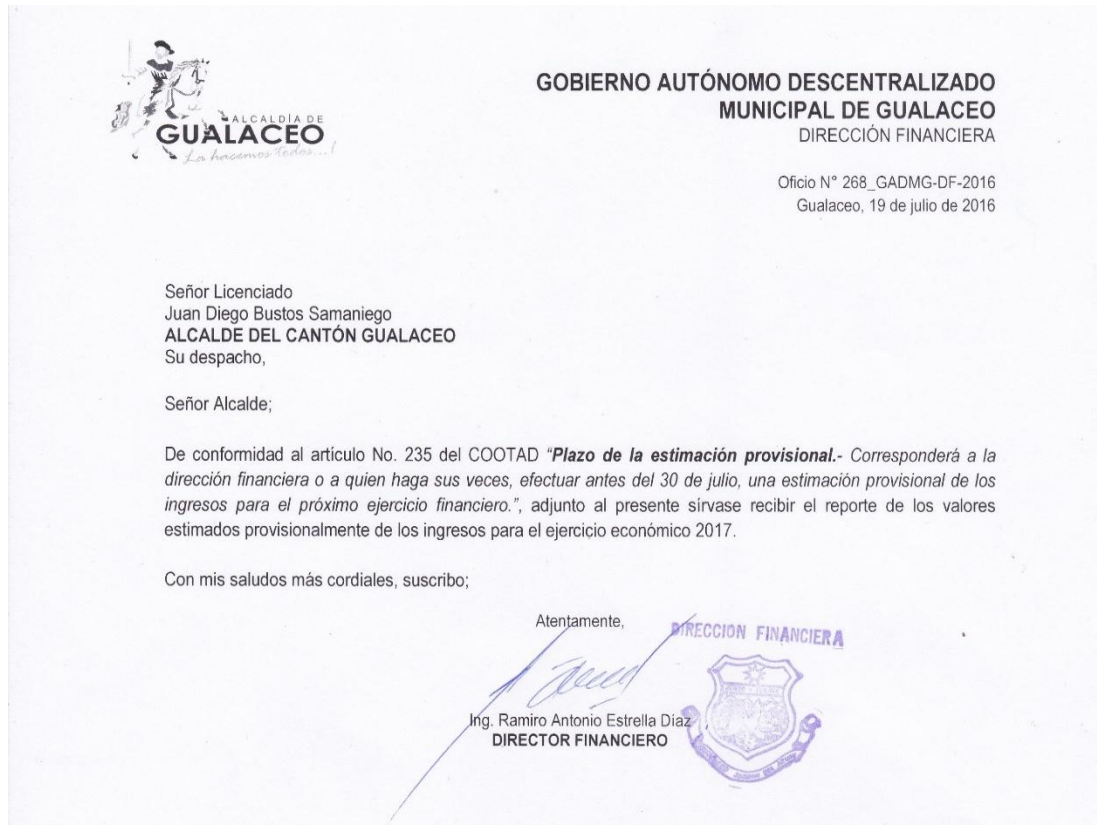 ALCALDÍA DE
GUALACEO
La hacemos Todos...!
GOBIERNO AUTÓNOMO DESCENTRALIZADO
MUNICIPAL DE GUALACEO
DIRECCIÓN FINANCIERA
Oficio N° 268_GADMG-DF-2016
Gualaceo, 19 de julio de 2016
Señor Licenciado
Juan Diego Bustos Samaniego
ALCALDE DEL CANTÓN GUALACEO
Su despacho,
Señor Alcalde;
De conformidad al artículo No. 235 del COOTAD “Plazo de la estimación provisional.- Corresponderá a la
dirección financiera o a quien haga sus veces, efectuar antes del 30 de julio, una estimación provisional de los
ingresos para el próximo ejercicio financiero.”, adjunto al presente sírvase recibir el reporte de los valores
estimados provisionalmente de los ingresos para el ejercicio económico 2017.
Con mis saludos más cordiales, suscribo;
Atentamente,
DIRECCION FINANCIERA
Ing. Ramiro Antonio Estrella Díaz
DIRECTOR FINANCIERO